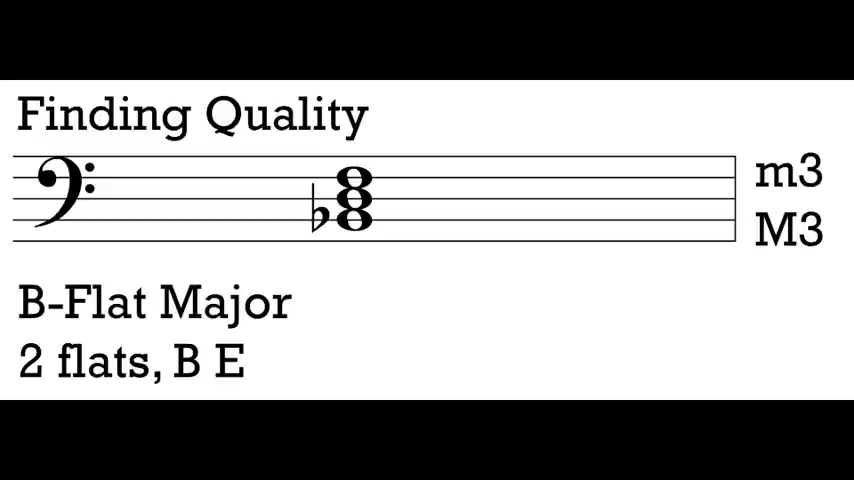 Finding Quality
m3
M3
B-Flat Major
2 flats, B E